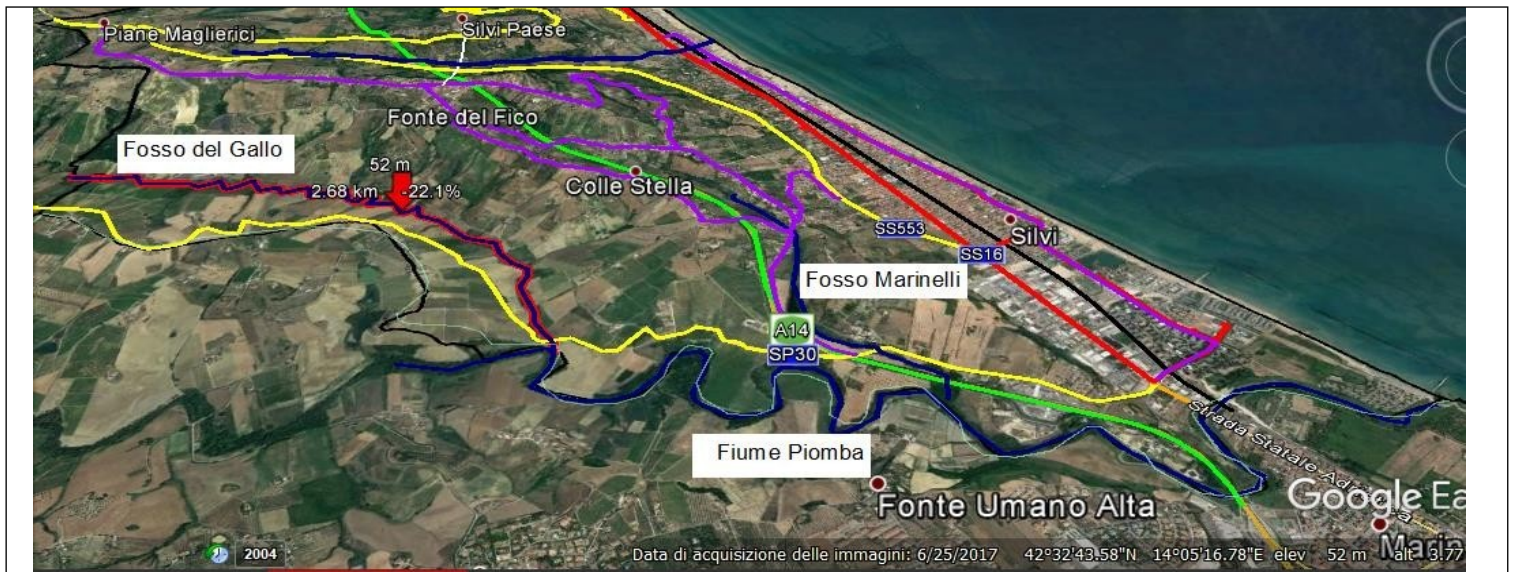 Piane Maglierici
Silvi Paese
Fonte del Fico
Fosso del Gallo
52 m
2.68 km -22.1%
Colle Stella
SS553
Silvi
SS16
Fosso Marinelli
A14
SP30
Strada Statale Adriatica
Fiume Piomba
Fonte Umano Alta
Google Ea
Marin
2004
Data di acquisizione delle immagini: 6/25/2017 42°32'43.58"N 14°05'16.78"E elev 52 m alt 3.77